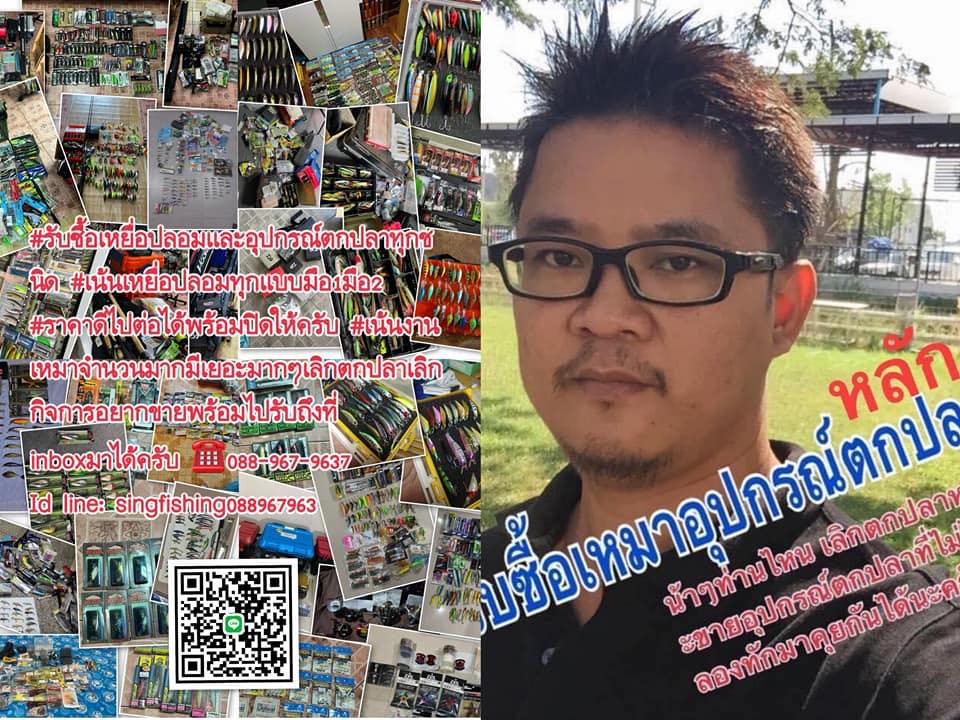 #รับซื้อเหยื่อปลอมและอุปกรณ์ตกปลาทุกช
นิด #เน้นเหยื่อปลอมทุกแบบมือ1มือ2
#ราคาดีไปต่อได้พร้อมปิดให้ครับ #เน้นงาน
เหมาจำนวนมากมีเยอะมากๆเลิกตกปลาเลิก
กิจการอยากขายพร้อมไปรับถึงที่
inboxมาได้ครับ ☎088-967-9637
Id line: singfishing088967963
หลัก
บซื้อเหมาอุปกรณ์ตกปล
น้าๆท่านไหน เลิกตกปลาห
ะขายอุปกรณ์ตกปลาที่ไม่
ลองทักมาคุยกันได้นะค